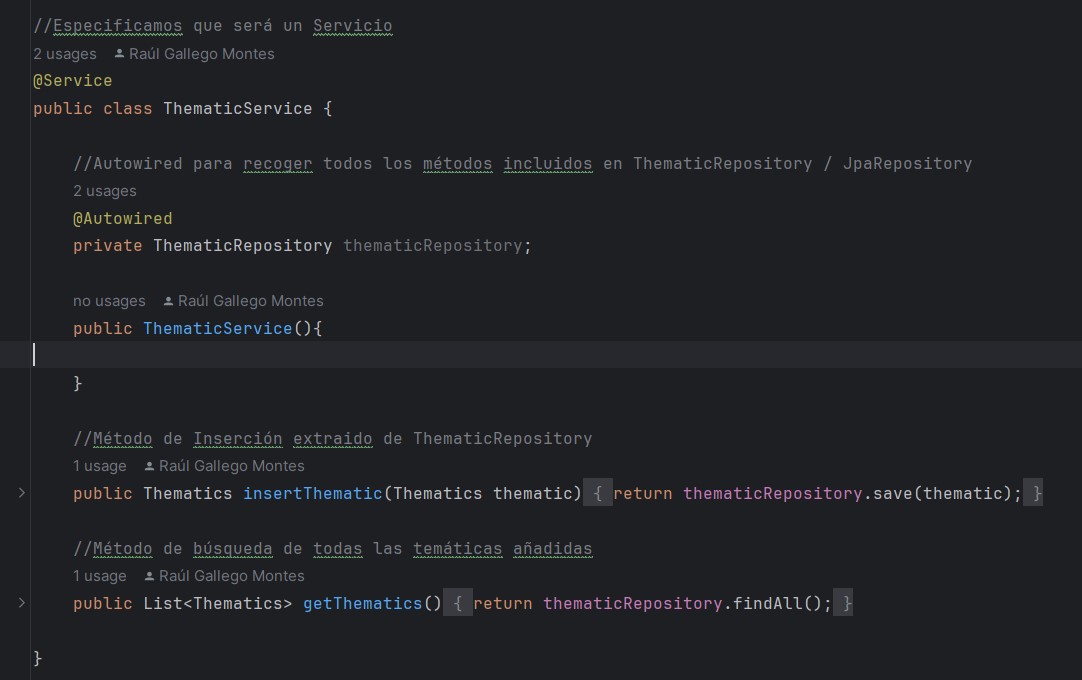 //Especificamos que será un Servicio
2 usages Raúl Gallego Montes
@Service
public class ThematicService {
//Autowired para recoger todos los métodos incluidos en ThematicRepository / JpaRepository
2 usages
@Autowired
private ThematicRepository thematicRepository;
no usages Raúl Gallego Montes
public ThematicService(){
}
//Método de Inserción extraido de ThematicRepository
1 usage Raúl Gallego Montes
public Thematics insertThematic(Thematics thematic) { return thematicRepository.save(thematic); }
//Método de búsqueda de todas las temáticas añadidas
1 usage Raúl Gallego Montes
public List<Thematics> getThematics() { return thematicRepository.findAll(); }
}